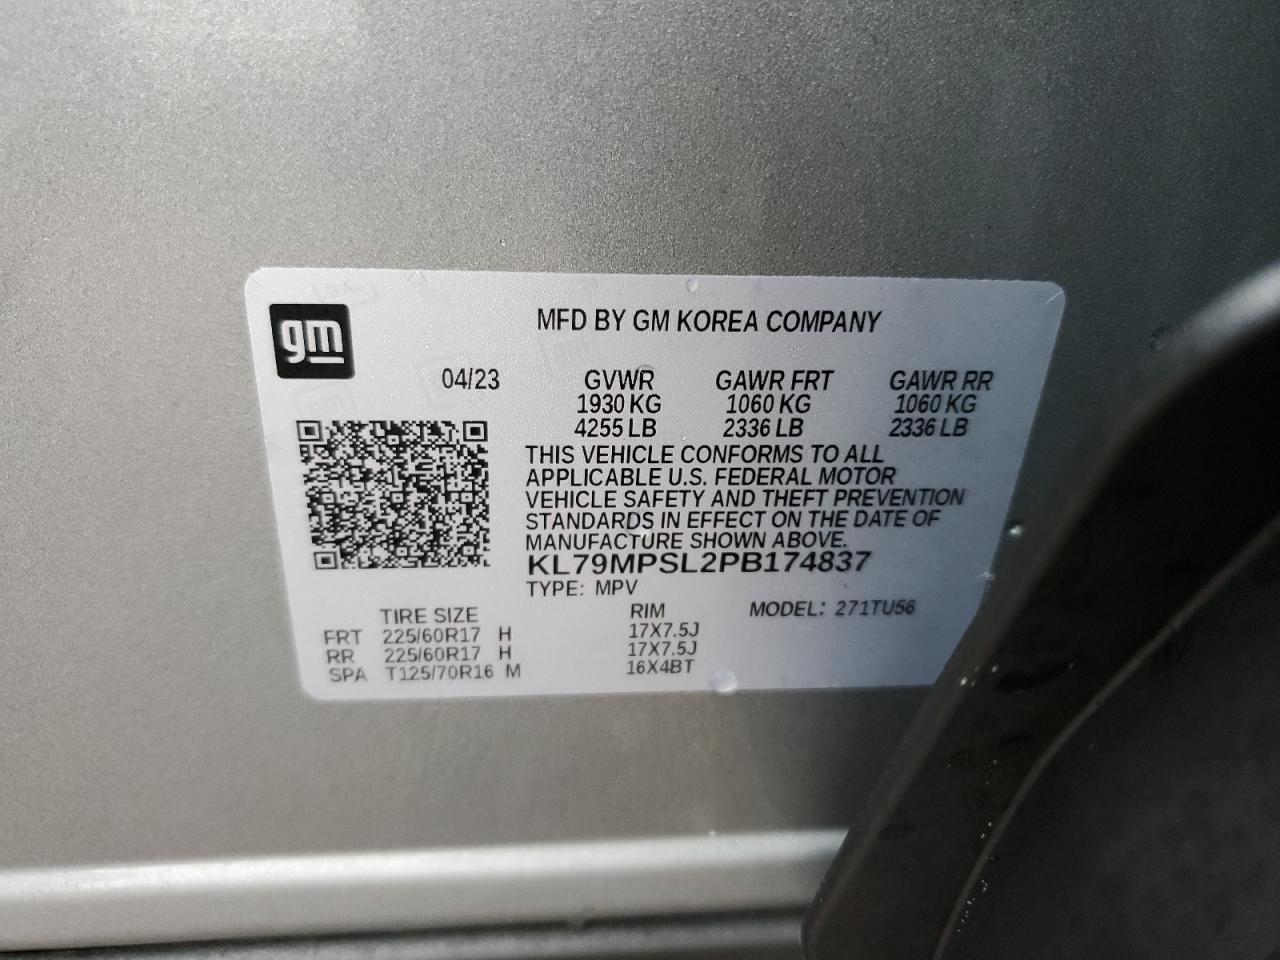 gm
MFD BY GM KOREA COMPANY
04/23 GVWR GAWR FRT GAWR RR
1930 KG 1060 KG 1060 KG
4255 LB 2336 LB 2336 LB
THIS VEHICLE CONFORMS TO ALL
APPLICABLE U.S. FEDERAL MOTOR
VEHICLE SAFETY AND THEFT PREVENTION
STANDARDS IN EFFECT ON THE DATE OF
MANUFACTURE SHOWN ABOVE.
KL79MPSL2PB174837
TYPE: MPV
TIRE SIZE RIM MODEL: 271TU56
FRT 225/60R17 H 17X7.5J
RR 225/60R17 H 17X7.5J
SPA T125/70R16 M 16X4BT